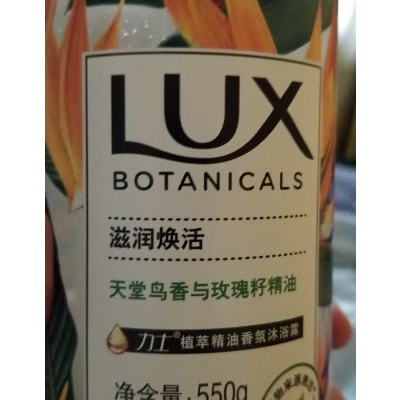 LUX
BOTANICALS
滋润焕活
天堂鸟香与玫瑰籽精油
力士®植萃精油香氛沐浴露
净含量:550g